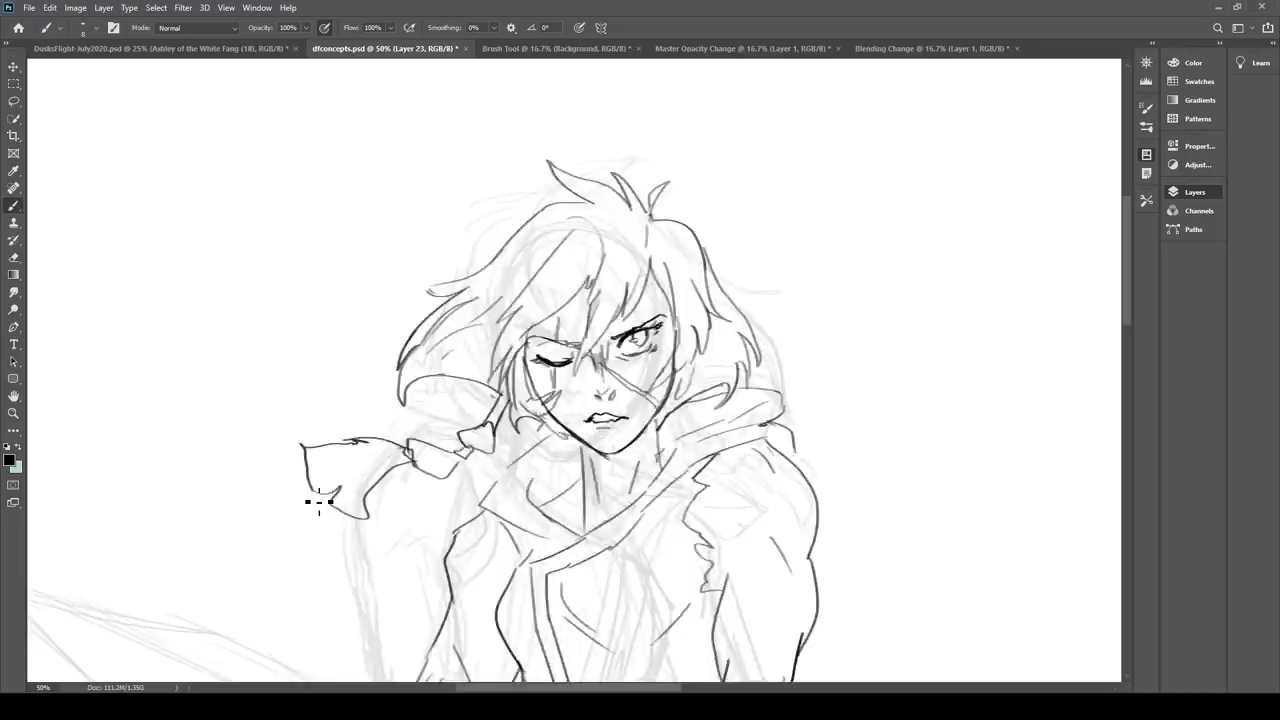 Ps File Edit Image Layer Type Select Filter 3D View Window Help
8 Mode: Normal Opacity: 100% Flow: 100% Smoothing: 0% 0°
DusksFlight-July2020.psd @ 25% (Ashley of the White Fang (18), RGB/8) * × dfconcepts.psd @ 50% (Layer 23, RGB/8) * × Brush Tool @ 16.7% (Background, RGB/8) * × Master Opacity Change @ 16.7% (Layer 1, RGB/8) * × Blending Change @ 16.7% (Layer 1, RGB/8) * ×
Color
Swatches
Gradients
Patterns
Propert...
Adjust...
Layers
Channels
Paths
Learn
50% Doc: 111.2M/1.35G